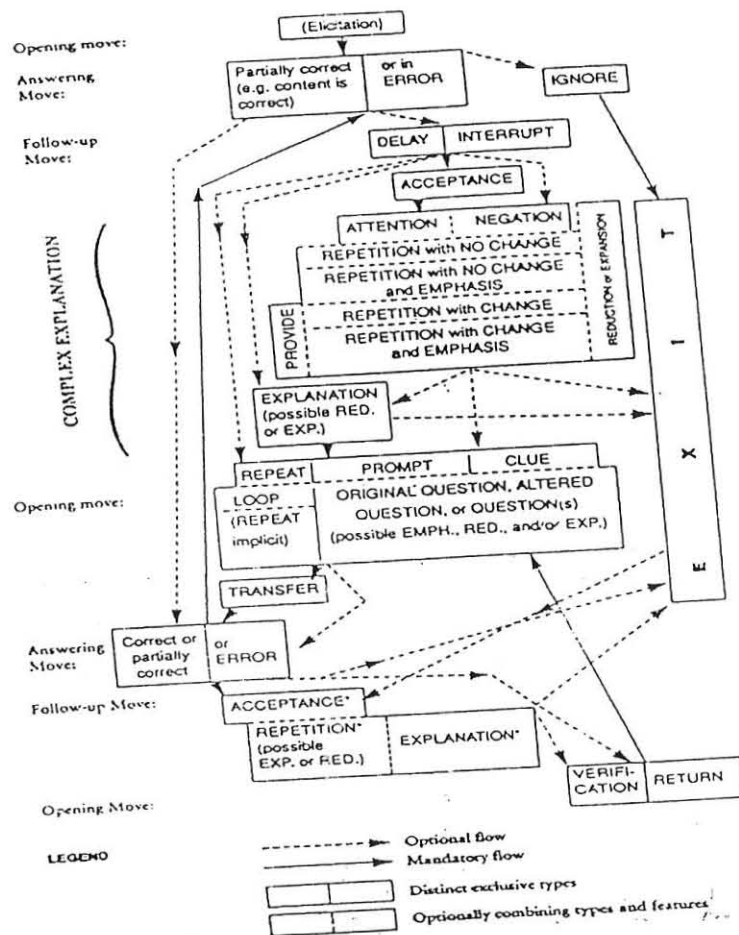 (Elicitation)
Opening move:
Answering
Move:
Partially correct
(e.g. content is
correct)
or in
ERROR
IGNORE
Follow-up
Move:
DELAY
INTERRUPT
ACCEPTANCE
COMPLEX EXPLANATION
ATTENTION
NEGATION
REPETITION with NO CHANGE
REPETITION with NO CHANGE
and EMPHASIS
PROVIDE
REPETITION with CHANGE
REPETITION with CHANGE
and EMPHASIS
REDUCTION or EXPANSION
T
I
X
E
EXPLANATION
(possible RED.
or EXP.)
Opening move:
REPEAT
PROMPT
CLUE
LOOP
(REPEAT
implicit)
ORIGINAL QUESTION, ALTERED
QUESTION, or QUESTION(s)
(possible EMPH., RED., and/or EXP.)
TRANSFER
Answering
Move:
Correct or
partially
correct
or
ERROR
Follow-up Move:
ACCEPTANCE*
REPETITION*
(possible
EXP. or RED.)
EXPLANATION*
Opening Move:
VERIFI-
CATION
RETURN
LEGEND
Optional flow
Mandatory flow
Distinct exclusive types
Optionally combining types and features